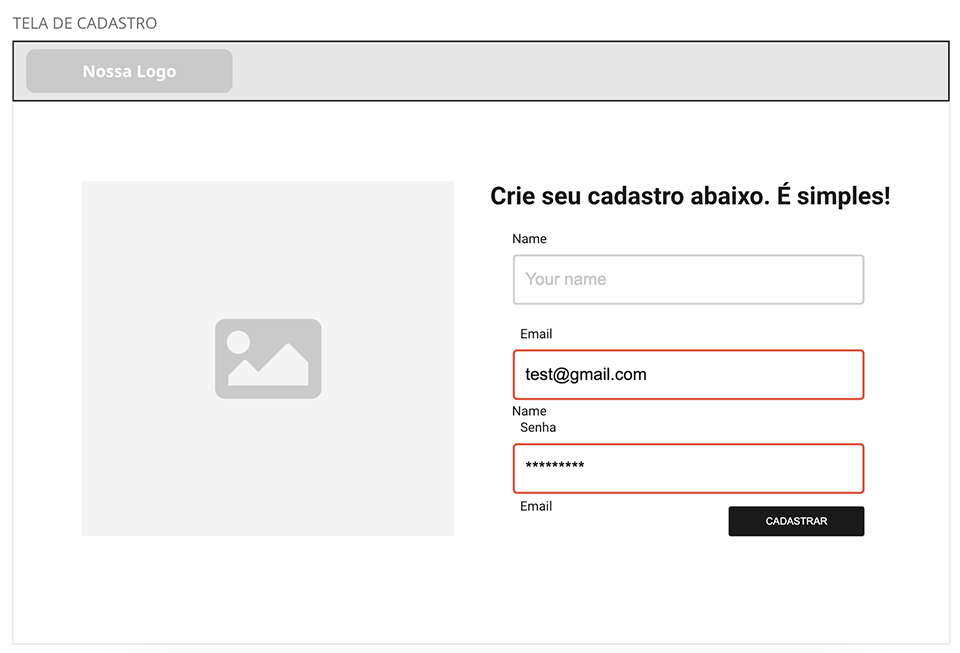 TELA DE CADASTRO
Nossa Logo
Crie seu cadastro abaixo. É simples!
Name
Your name
Email
test@gmail.com
Name
Senha
*********
Email
CADASTRAR